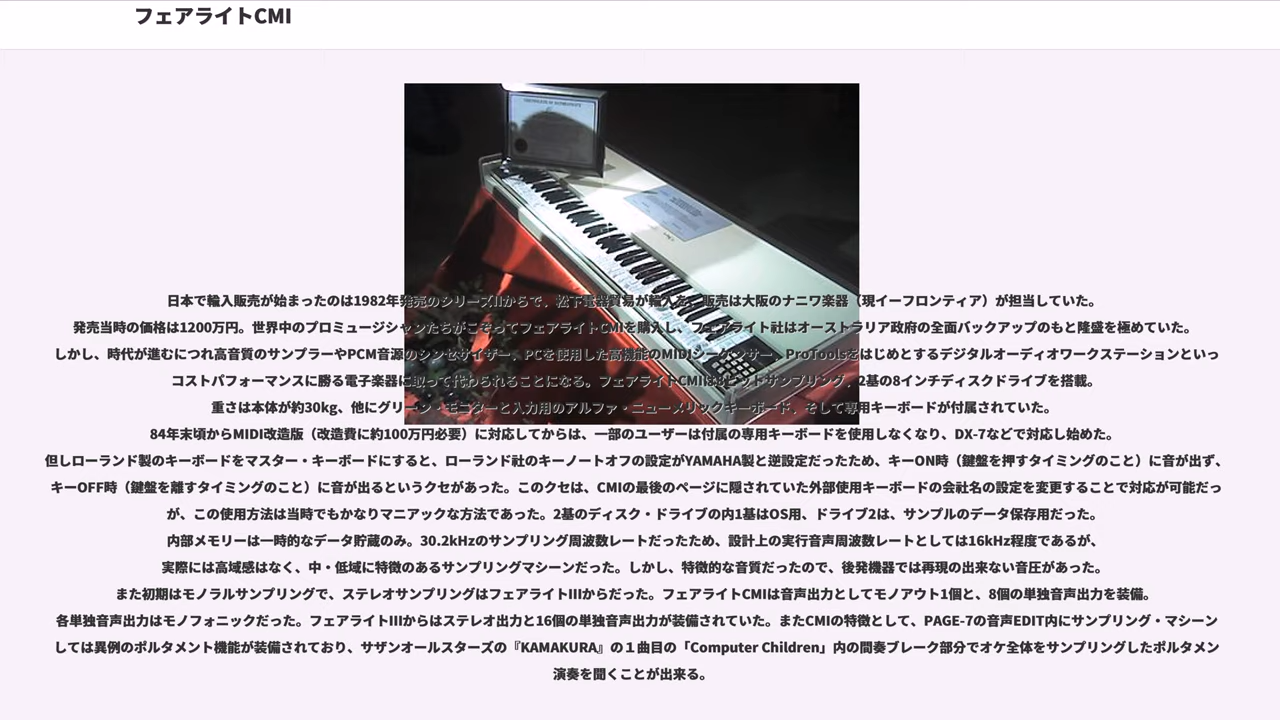 フェアライトCMI
CERTIFICATE OF AUTHENTICITY
日本で輸入販売が始まったのは1982年発売のシリーズIIからで、松下電器貿易が輸入を、販売は大阪のナニワ楽器（現イーフロンティア）が担当していた。
発売当時の価格は1200万円。世界中のプロミュージシャンたちがこぞってフェアライトCMIを購入し、フェアライト社はオーストラリア政府の全面バックアップのもと隆盛を極めていた。
しかし、時代が進むにつれ高音質のサンプラーやPCM音源のシンセサイザー、PCを使用した高機能のMIDIシーケンサー、ProToolsをはじめとするデジタルオーディオワークステーションといっ
コストパフォーマンスに勝る電子楽器に取って代わられることになる。フェアライトCMIは8ビットサンプリング、2基の8インチディスクドライブを搭載。
重さは本体が約30kg、他にグリーン・モニターと入力用のアルファ・ニューメリックキーボード、そして専用キーボードが付属されていた。
84年末頃からMIDI改造版（改造費に約100万円必要）に対応してからは、一部のユーザーは付属の専用キーボードを使用しなくなり、DX-7などで対応し始めた。
但しローランド製のキーボードをマスター・キーボードにすると、ローランド社のキーノートオフの設定がYAMAHA製と逆設定だったため、キーON時（鍵盤を押すタイミングのこと）に音が出ず、
キーOFF時（鍵盤を離すタイミングのこと）に音が出るというクセがあった。このクセは、CMIの最後のページに隠されていた外部使用キーボードの会社名の設定を変更することで対応が可能だっ
が、この使用方法は当時でもかなりマニアックな方法であった。2基のディスク・ドライブの内1基はOS用、ドライブ2は、サンプルのデータ保存用だった。
内部メモリーは一時的なデータ貯蔵のみ。30.2kHzのサンプリング周波数レートだったため、設計上の実行音声周波数レートとしては16kHz程度であるが、
実際には高域感はなく、中・低域に特徴のあるサンプリングマシーンだった。しかし、特徴的な音質だったので、後発機器では再現の出来ない音圧があった。
また初期はモノラルサンプリングで、ステレオサンプリングはフェアライトIIIからだった。フェアライトCMIは音声出力としてモノアウト1個と、8個の単独音声出力を装備。
各単独音声出力はモノフォニックだった。フェアライトIIIからはステレオ出力と16個の単独音声出力が装備されていた。またCMIの特徴として、PAGE-7の音声EDIT内にサンプリング・マシーン
しては異例のポルタメント機能が装備されており、サザンオールスターズの『KAMAKURA』の１曲目の「Computer Children」内の間奏ブレーク部分でオケ全体をサンプリングしたポルタメン
演奏を聞くことが出来る。